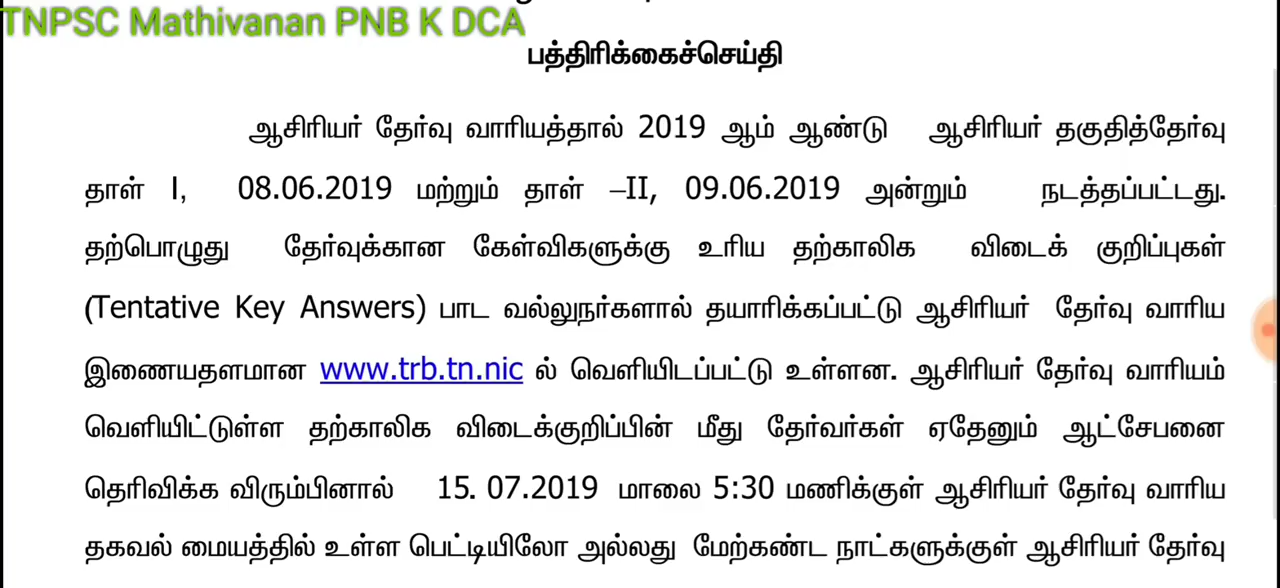 TNPSC Mathivanan PNB K DCA
பத்திரிக்கைச்செய்தி
ஆசிரியர் தேர்வு வாரியத்தால் 2019 ஆம் ஆண்டு ஆசிரியர் தகுதித்தேர்வு
தாள் I, 08.06.2019 மற்றும் தாள் –II, 09.06.2019 அன்றும் நடத்தப்பட்டது.
தற்பொழுது தேர்வுக்கான கேள்விகளுக்கு உரிய தற்காலிக விடைக் குறிப்புகள்
(Tentative Key Answers) பாட வல்லுநர்களால் தயாரிக்கப்பட்டு ஆசிரியர் தேர்வு வாரிய
இணையதளமான www.trb.tn.nic ல் வெளியிடப்பட்டு உள்ளன. ஆசிரியர் தேர்வு வாரியம்
வெளியிட்டுள்ள தற்காலிக விடைக்குறிப்பின் மீது தேர்வர்கள் ஏதேனும் ஆட்சேபனை
தெரிவிக்க விரும்பினால் 15. 07.2019 மாலை 5:30 மணிக்குள் ஆசிரியர் தேர்வு வாரிய
தகவல் மையத்தில் உள்ள பெட்டியிலோ அல்லது மேற்கண்ட நாட்களுக்குள் ஆசிரியர் தேர்வு